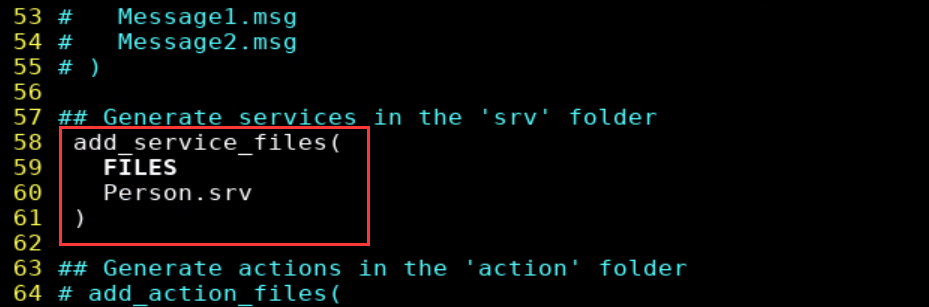 53 #   Message1.msg
54 #   Message2.msg
55 # )
56
57 ## Generate services in the 'srv' folder
58  add_service_files(
59    FILES
60    Person.srv
61  )
62
63 ## Generate actions in the 'action' folder
64 # add_action_files(